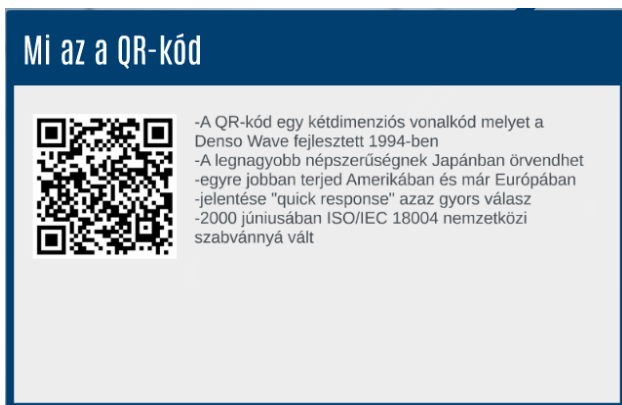 Mi az a QR-kód
-A QR-kód egy kétdimenziós vonalkód melyet a
Denso Wave fejlesztett 1994-ben
-A legnagyobb népszerűségnek Japánban örvendhet
-egyre jobban terjed Amerikában és már Európában
-jelentése "quick response" azaz gyors válasz
-2000 júniusában ISO/IEC 18004 nemzetközi
szabvánnyá vált